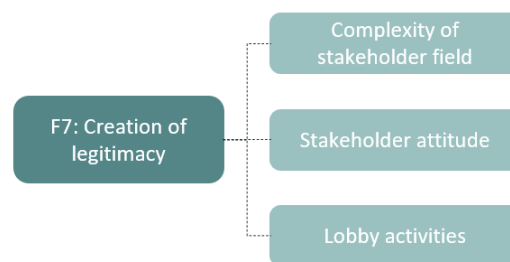 Complexity of
stakeholder field
F7: Creation of
legitimacy
Stakeholder attitude
Lobby activities